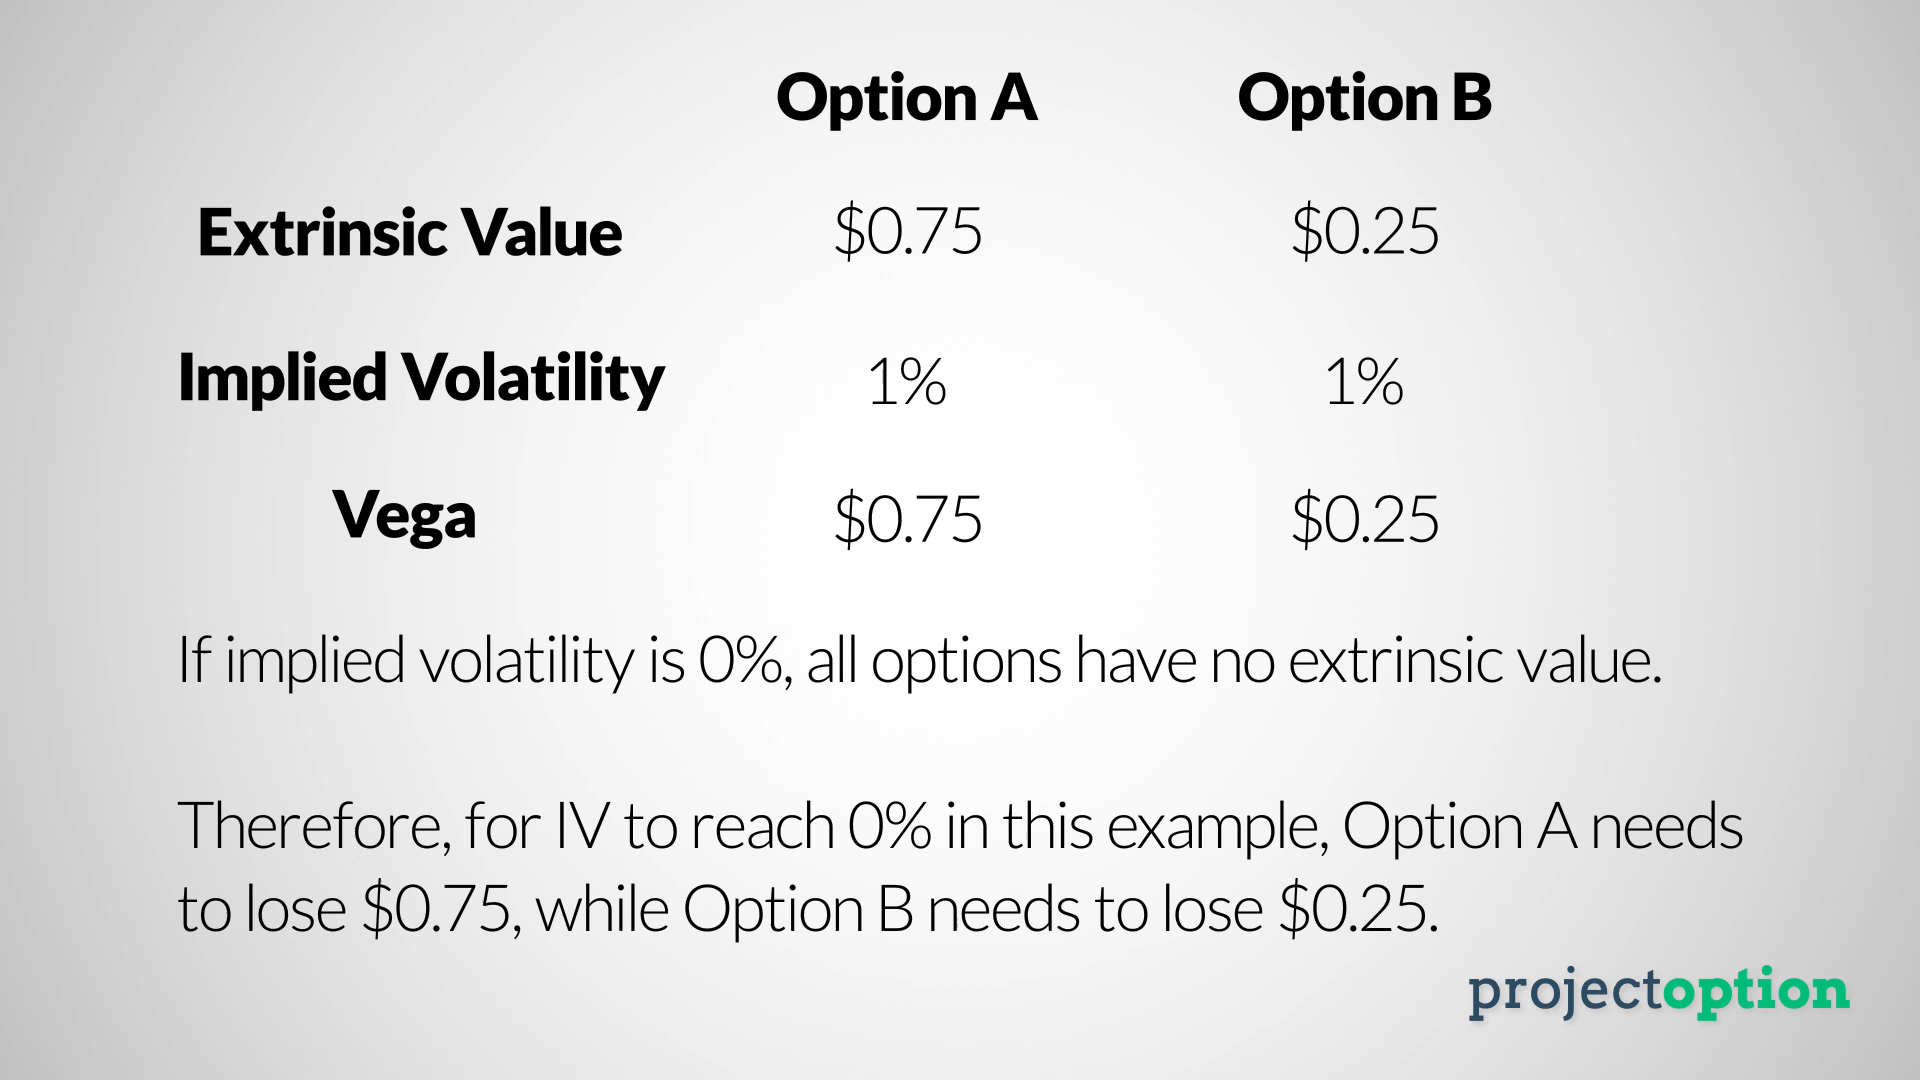 Option A Option B
Extrinsic Value $0.75 $0.25
Implied Volatility 1% 1%
Vega $0.75 $0.25
If implied volatility is 0%, all options have no extrinsic value.
Therefore, for IV to reach 0% in this example, Option A needs
to lose $0.75, while Option B needs to lose $0.25.
projectoption